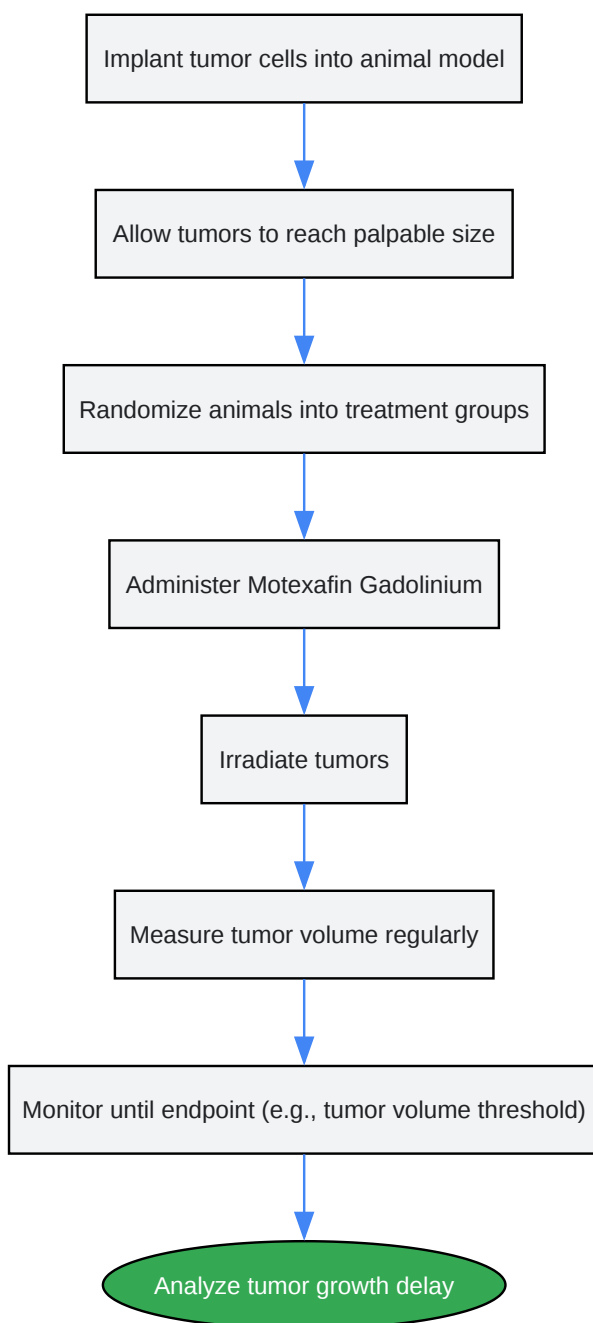 Implant tumor cells into animal model
Allow tumors to reach palpable size
Randomize animals into treatment groups
Administer Motexafin Gadolinium
Irradiate tumors
Measure tumor volume regularly
Monitor until endpoint (e.g., tumor volume threshold)
Analyze tumor growth delay